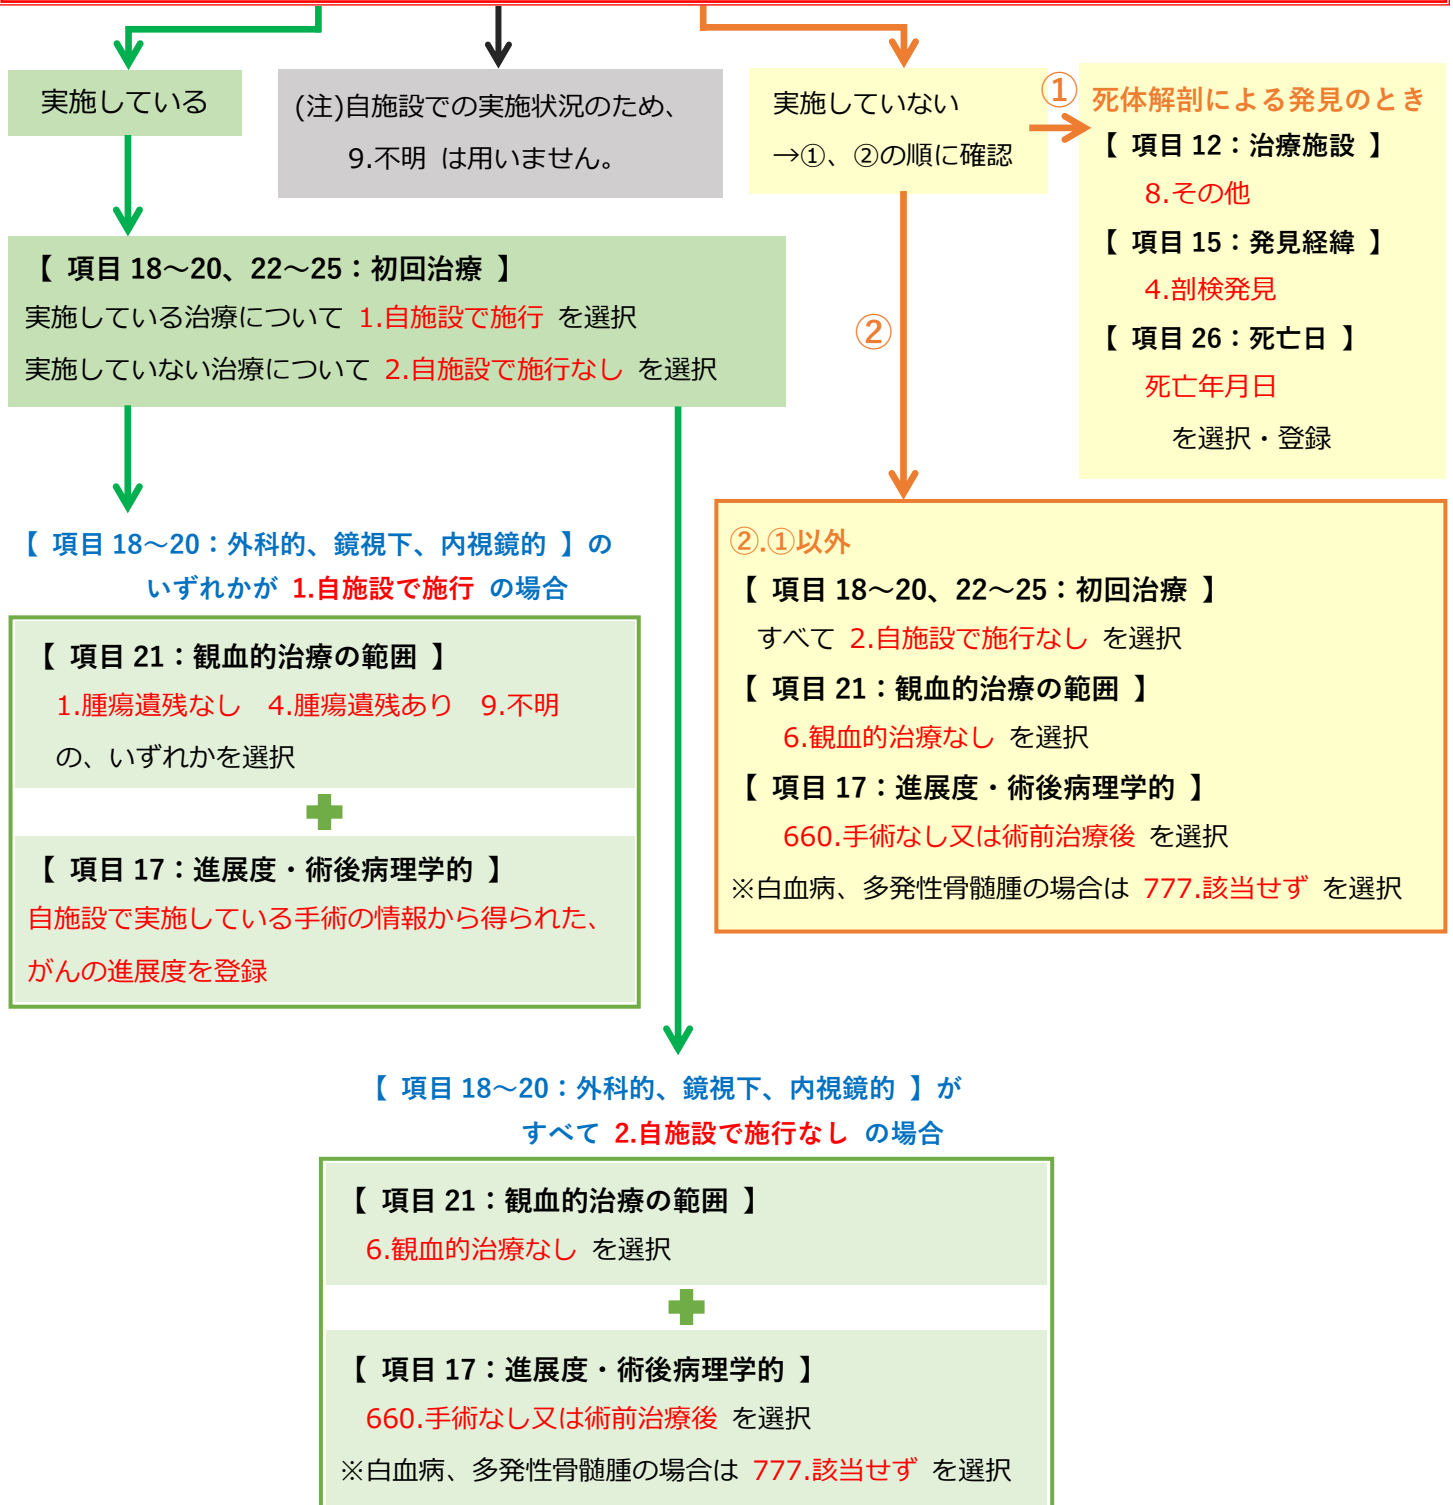 実施している
(注)自施設での実施状況のため、
9.不明 は用いません。
実施していない
→①、②の順に確認
①
死体解剖による発見のとき
【 項目 12：治療施設 】
8.その他
【 項目 15：発見経緯 】
4.剖検発見
【 項目 26：死亡日 】
死亡年月日
を選択・登録
【 項目 18～20、22～25：初回治療 】
実施している治療について 1.自施設で施行 を選択
実施していない治療について 2.自施設で施行なし を選択
②
【 項目 18～20：外科的、鏡視下、内視鏡的 】の
いずれかが 1.自施設で施行 の場合
【 項目 21：観血的治療の範囲 】
1.腫瘍遺残なし 4.腫瘍遺残あり 9.不明
の、いずれかを選択
【 項目 17：進展度・術後病理学的 】
自施設で実施している手術の情報から得られた、
がんの進展度を登録
②.①以外
【 項目 18～20、22～25：初回治療 】
すべて 2.自施設で施行なし を選択
【 項目 21：観血的治療の範囲 】
6.観血的治療なし を選択
【 項目 17：進展度・術後病理学的 】
660.手術なし又は術前治療後 を選択
※白血病、多発性骨髄腫の場合は 777.該当せず を選択
【 項目 18～20：外科的、鏡視下、内視鏡的 】が
すべて 2.自施設で施行なし の場合
【 項目 21：観血的治療の範囲 】
6.観血的治療なし を選択
【 項目 17：進展度・術後病理学的 】
660.手術なし又は術前治療後 を選択
※白血病、多発性骨髄腫の場合は 777.該当せず を選択